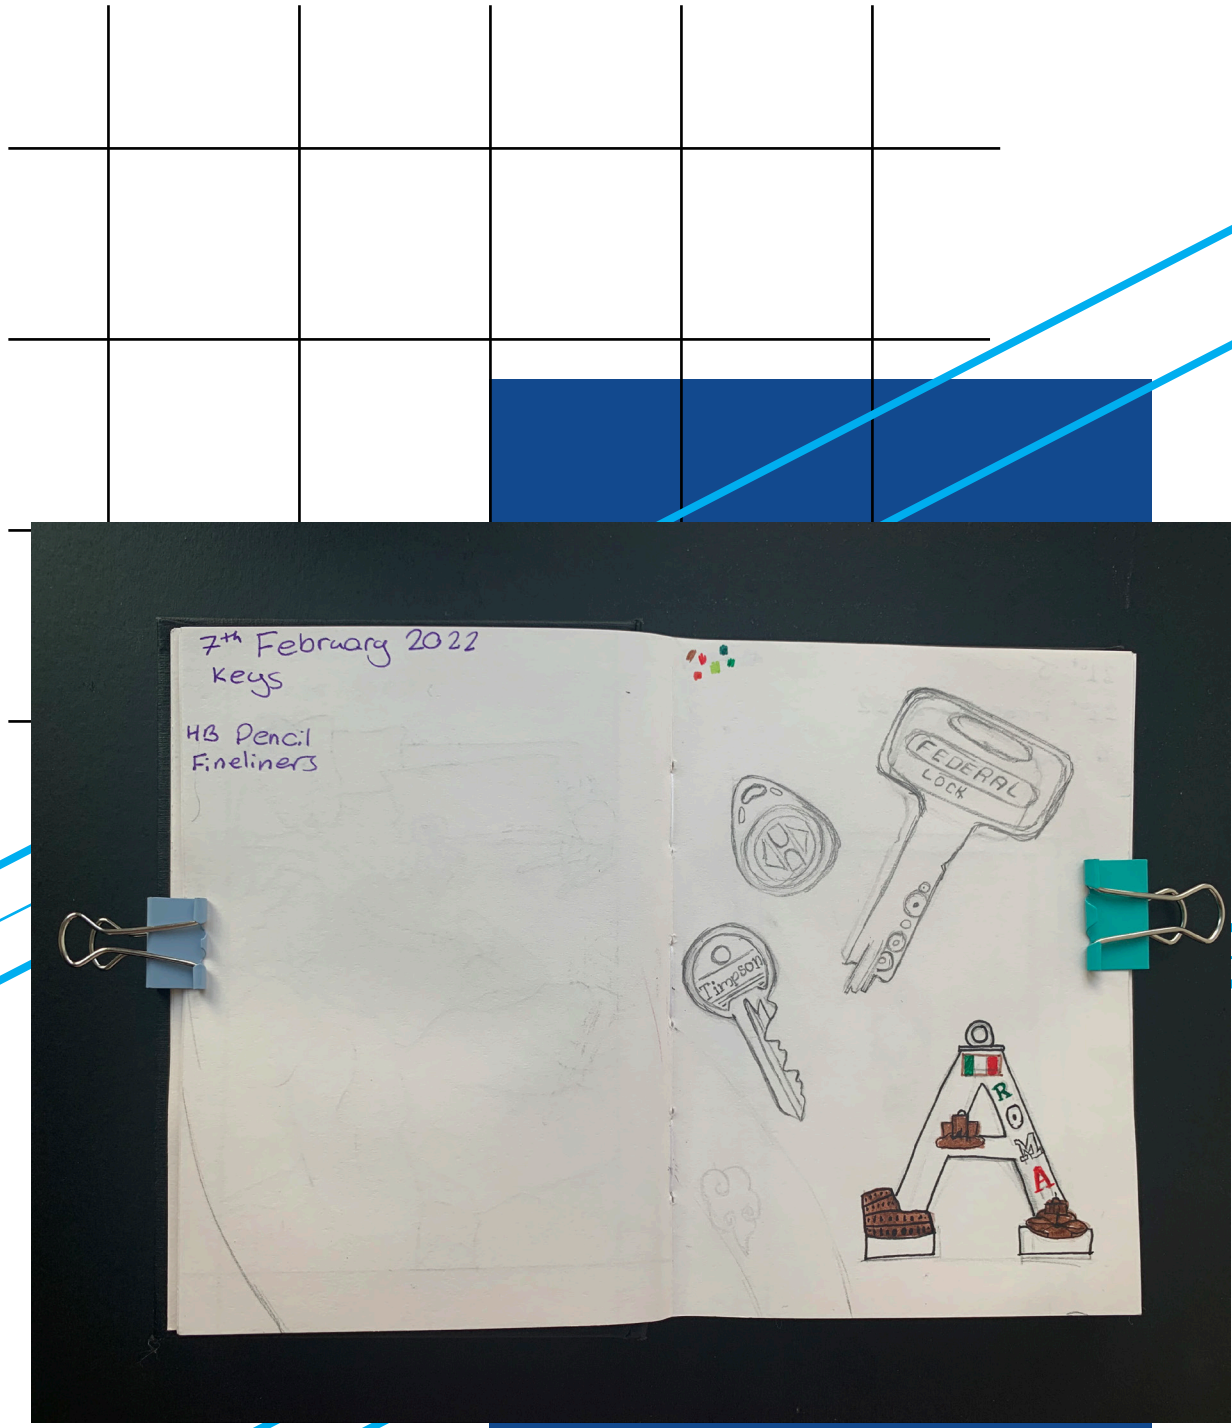 7th February 2022
Keys
HB Pencil
Fineliners
FEDERAL
LOCK
Timpson
ROMA